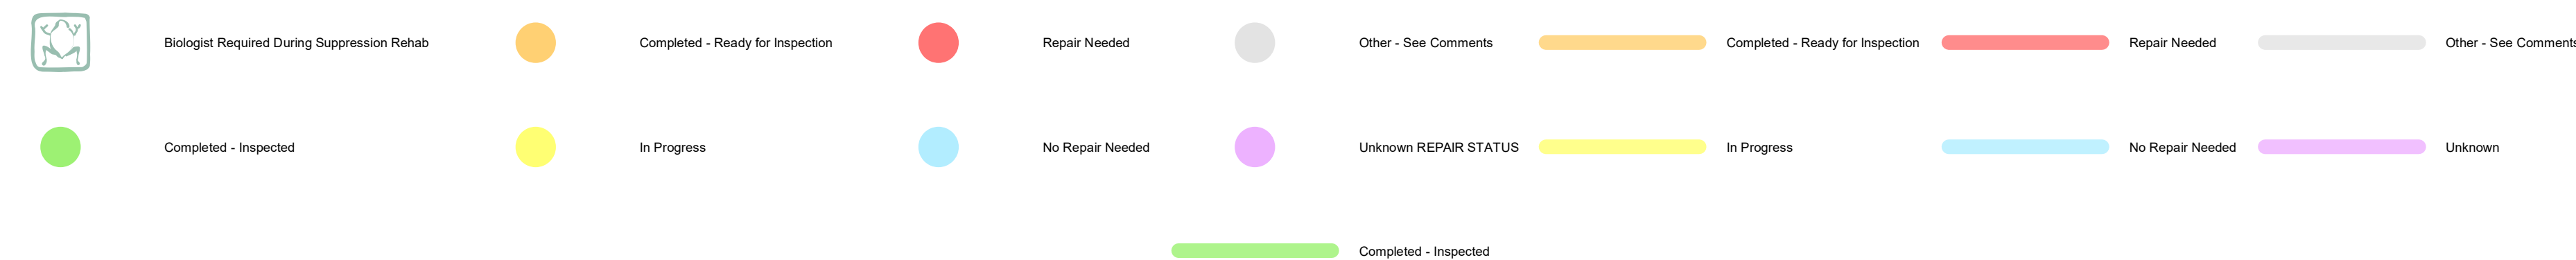 Biologist Required During Suppression Rehab
Completed - Ready for Inspection
Repair Needed
Other - See Comments
Completed - Ready for Inspection
Repair Needed
Other - See Comments
Completed - Inspected
In Progress
No Repair Needed
Unknown REPAIR STATUS
In Progress
No Repair Needed
Unknown
Completed - Inspected